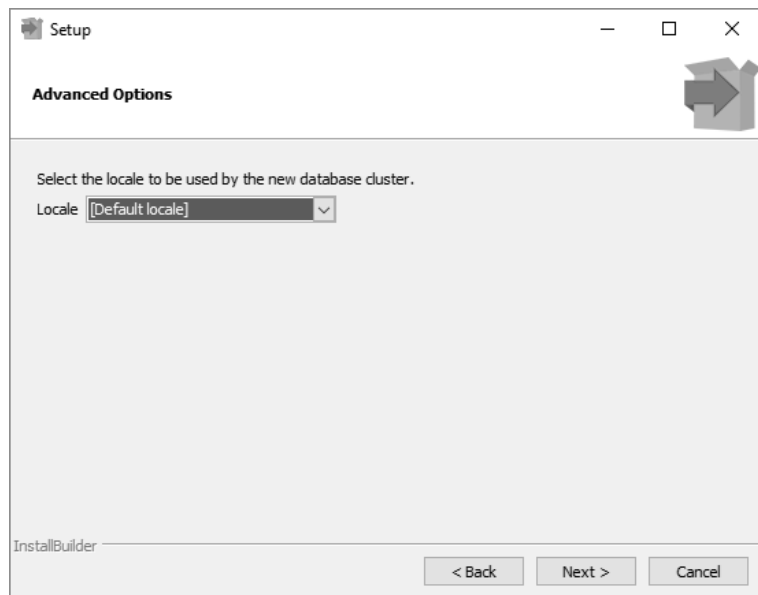 Setup
Advanced Options
Select the locale to be used by the new database cluster.
Locale [Default locale]
InstallBuilder
< Back Next > Cancel